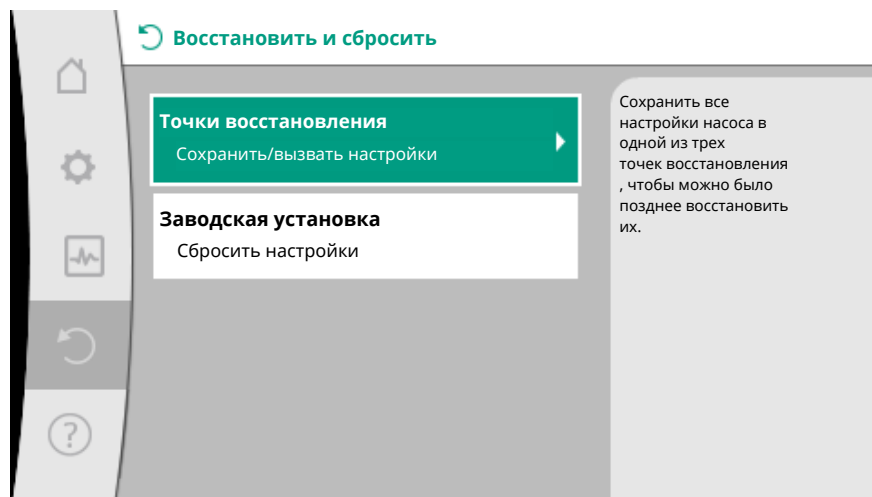 Восстановить и сбросить
Точки восстановления
Сохранить/вызвать настройки
Заводская установка
Сбросить настройки
Сохранить все
настройки насоса в
одной из трех
точек восстановления
, чтобы можно было
позднее восстановить
их.
?